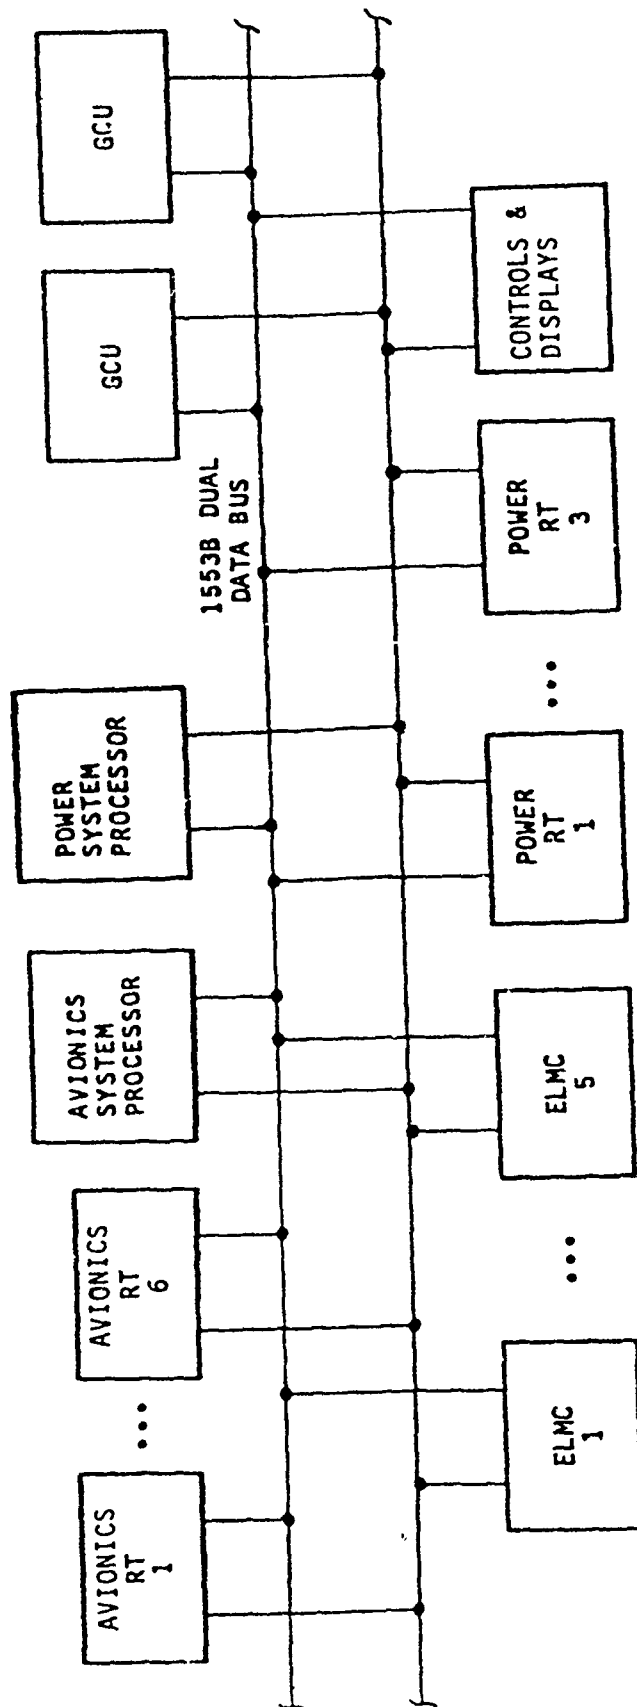 AVIONICS
RT
1
•••
AVIONICS
RT
6
AVIONICS
SYSTEM
PROCESSOR
POWER
SYSTEM
PROCESSOR
1553B DUAL
DATA BUS
GCU
GCU
ELMC
1
•••
ELMC
5
POWER
RT
1
•••
POWER
RT
3
CONTROLS &
DISPLAYS